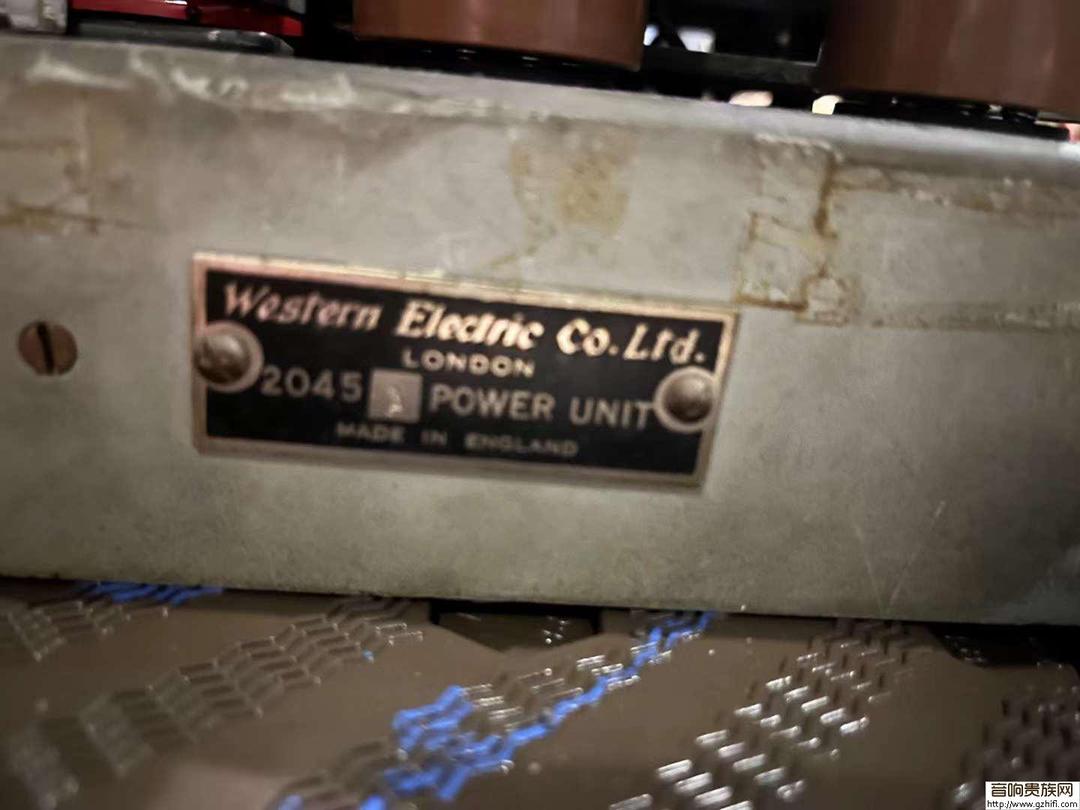 Western Electric Co. Ltd.
LONDON
2045 POWER UNIT
MADE IN ENGLAND
音响贵族网
http://www.gzhifi.com